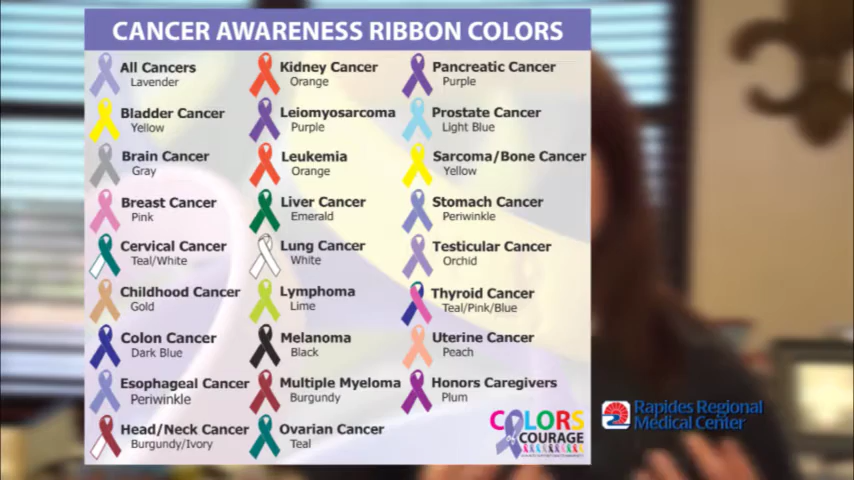 CANCER AWARENESS RIBBON COLORS
All Cancers
Lavender
Bladder Cancer
Yellow
Brain Cancer
Gray
Breast Cancer
Pink
Cervical Cancer
Teal/White
Childhood Cancer
Gold
Colon Cancer
Dark Blue
Esophageal Cancer
Periwinkle
Head/Neck Cancer
Burgundy/Ivory
Kidney Cancer
Orange
Leiomyosarcoma
Purple
Leukemia
Orange
Liver Cancer
Emerald
Lung Cancer
White
Lymphoma
Lime
Melanoma
Black
Multiple Myeloma
Burgundy
Ovarian Cancer
Teal
Pancreatic Cancer
Purple
Prostate Cancer
Light Blue
Sarcoma/Bone Cancer
Yellow
Stomach Cancer
Periwinkle
Testicular Cancer
Orchid
Thyroid Cancer
Teal/Pink/Blue
Uterine Cancer
Peach
Honors Caregivers
Plum
COLORS
of COURAGE
Rapides Regional
Medical Center